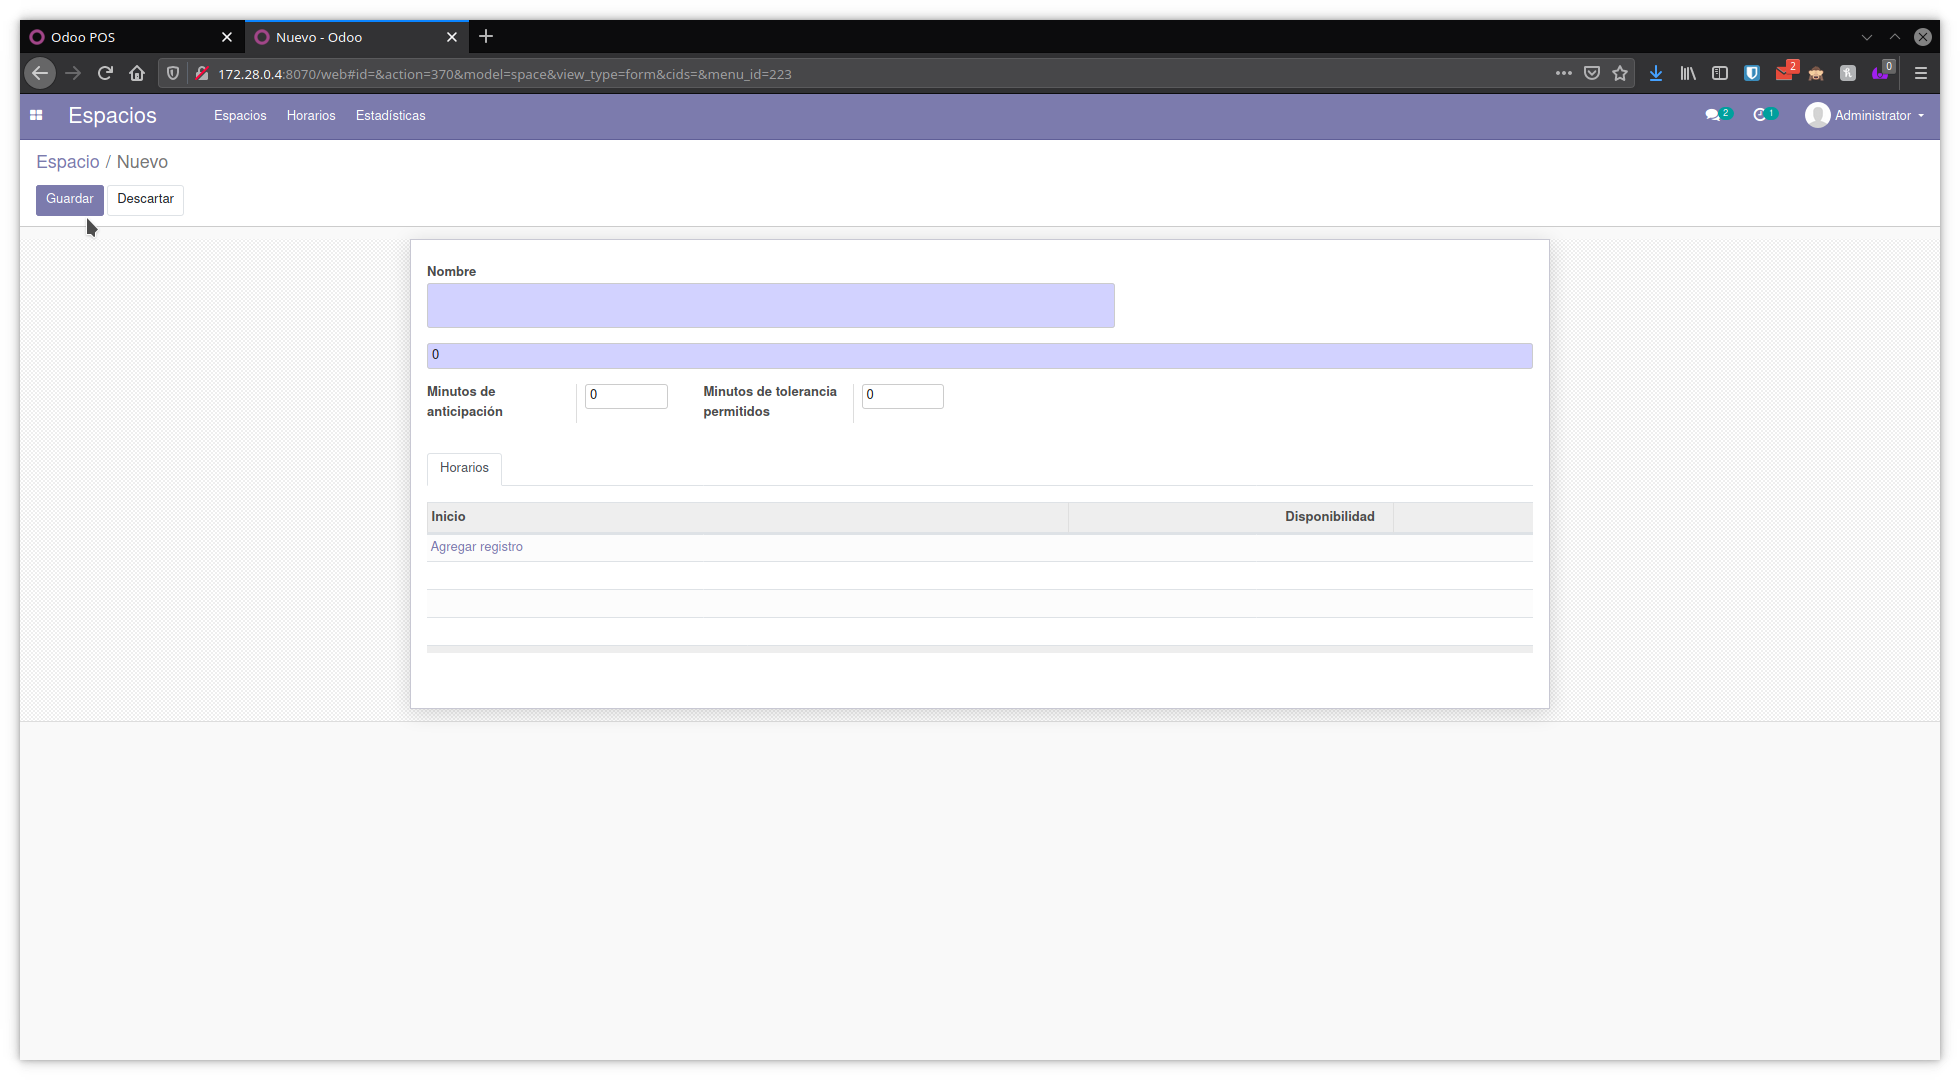 Odoo POS
Nuevo - Odoo
172.28.0.4:8070/web#id=&action=370&model=space&view_type=form&cids=&menu_id=223
2
0
Espacios
Espacios
Horarios
Estadísticas
2
1
Administrator
Espacio / Nuevo
Guardar
Descartar
Nombre
0
Minutos de anticipación
0
Minutos de tolerancia permitidos
0
Horarios
Inicio
Disponibilidad
Agregar registro